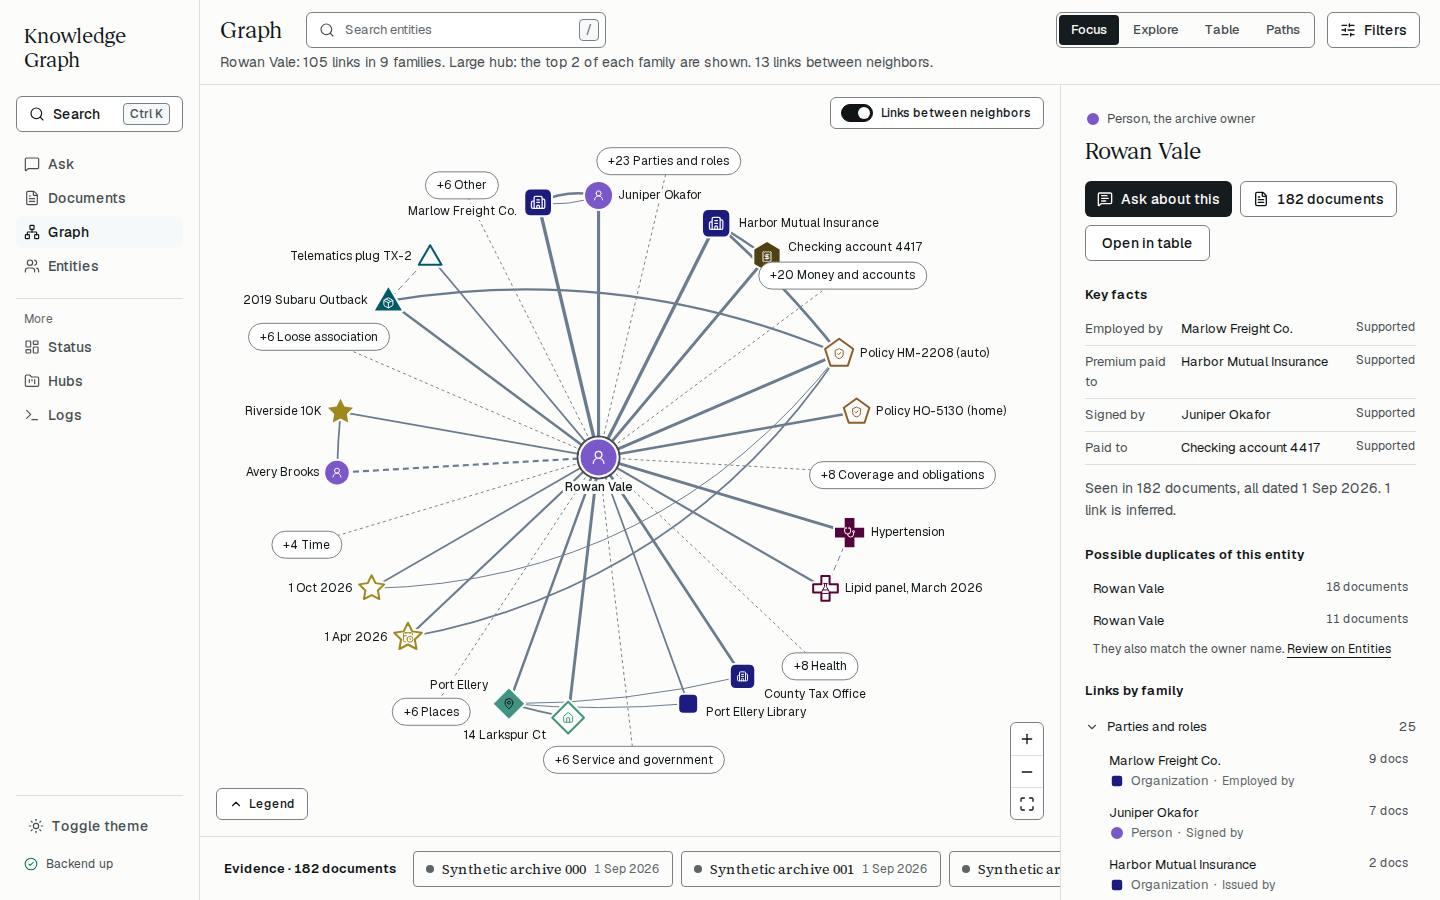 Knowledge
Graph
Search
Ctrl K
Ask
Documents
Graph
Entities
More
Status
Hubs
Logs
Toggle theme
Backend up
Graph
Search entities
/
Focus
Explore
Table
Paths
Filters
Rowan Vale: 105 links in 9 families. Large hub: the top 2 of each family are shown. 13 links between neighbors.
Links between neighbors
+23 Parties and roles
+6 Other
Juniper Okafor
Marlow Freight Co.
Harbor Mutual Insurance
Checking account 4417
Telematics plug TX-2
+20 Money and accounts
2019 Subaru Outback
+6 Loose association
Policy HM-2208 (auto)
Riverside 10K
Policy HO-5130 (home)
Avery Brooks
+8 Coverage and obligations
Rowan Vale
Hypertension
+4 Time
1 Oct 2026
Lipid panel, March 2026
1 Apr 2026
+8 Health
Port Ellery
County Tax Office
+6 Places
Port Ellery Library
14 Larkspur Ct
+6 Service and government
Legend
Evidence · 182 documents
Synthetic archive 000 1 Sep 2026
Synthetic archive 001 1 Sep 2026
Synthetic ar
Person, the archive owner
Rowan Vale
Ask about this
182 documents
Open in table
Key facts
Employed by Marlow Freight Co. Supported
Premium paid Harbor Mutual Insurance Supported
to
Signed by Juniper Okafor Supported
Paid to Checking account 4417 Supported
Seen in 182 documents, all dated 1 Sep 2026. 1
link is inferred.
Possible duplicates of this entity
Rowan Vale 18 documents
Rowan Vale 11 documents
They also match the owner name. Review on Entities
Links by family
Parties and roles 25
Marlow Freight Co. 9 docs
Organization · Employed by
Juniper Okafor 7 docs
Person · Signed by
Harbor Mutual Insurance 2 docs
Organization · Issued by